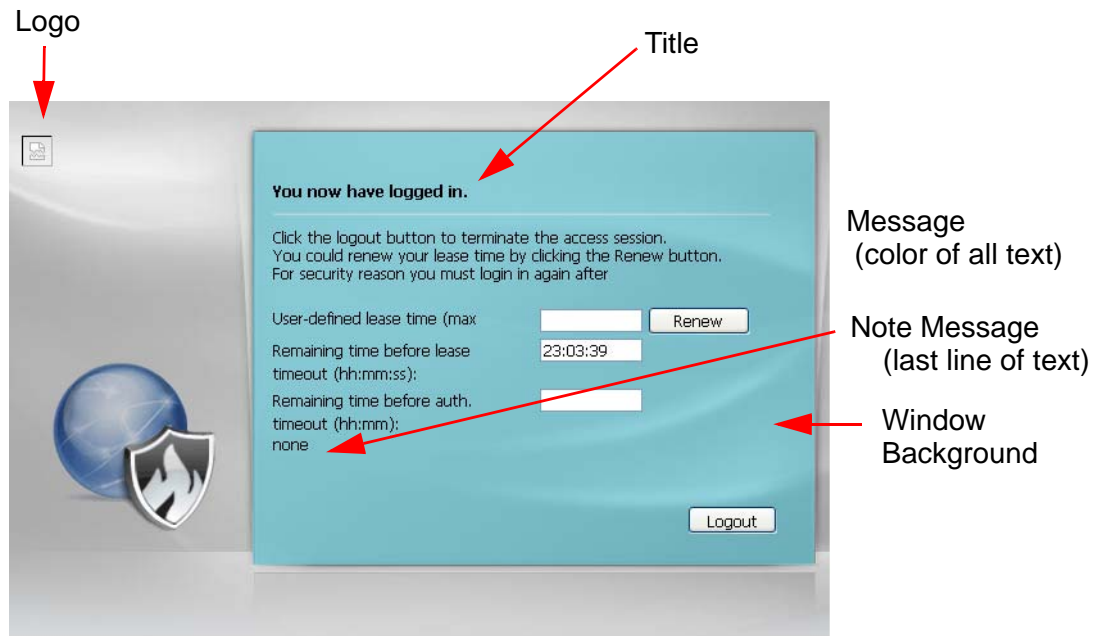 Logo
Title
You now have logged in.
Click the logout button to terminate the access session.
You could renew your lease time by clicking the Renew button.
For security reason you must login in again after
Message
(color of all text)
User-defined lease time (max
Renew
Note Message
(last line of text)
Remaining time before lease
timeout (hh:mm:ss):
23:03:39
Remaining time before auth.
timeout (hh:mm):
none
Window
Background
Logout